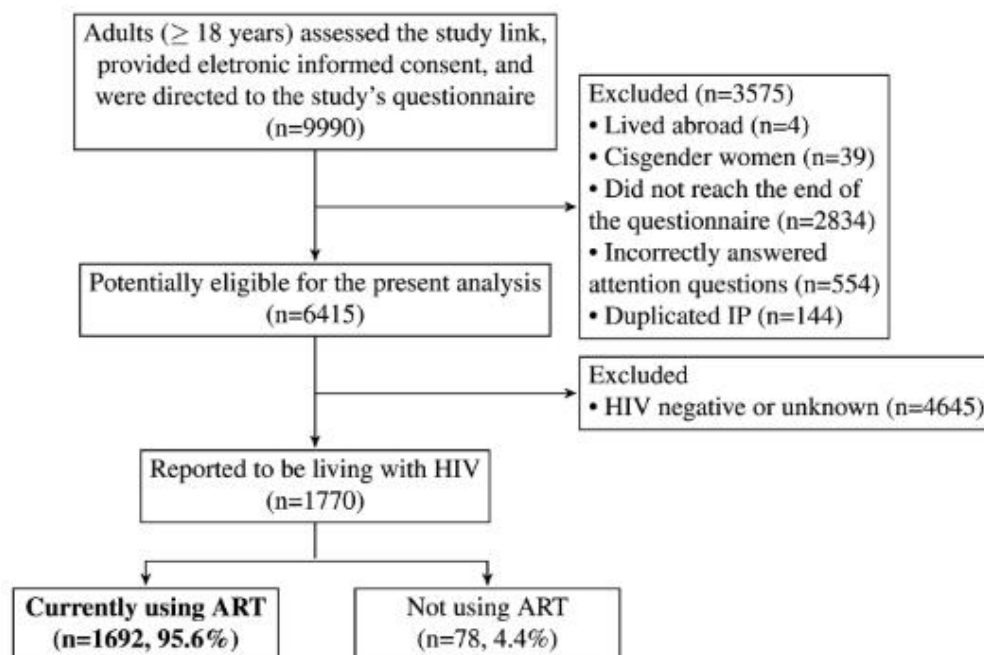 Adults (≥ 18 years) assessed the study link,
provided eletronic informed consent, and
were directed to the study's questionnaire
(n=9990)
Excluded (n=3575)
• Lived abroad (n=4)
• Cisgender women (n=39)
• Did not reach the end of
the questionnaire (n=2834)
• Incorrectly answered
attention questions (n=554)
• Duplicated IP (n=144)
Potentially eligible for the present analysis
(n=6415)
Excluded
• HIV negative or unknown (n=4645)
Reported to be living with HIV
(n=1770)
Currently using ART
(n=1692, 95.6%)
Not using ART
(n=78, 4.4%)